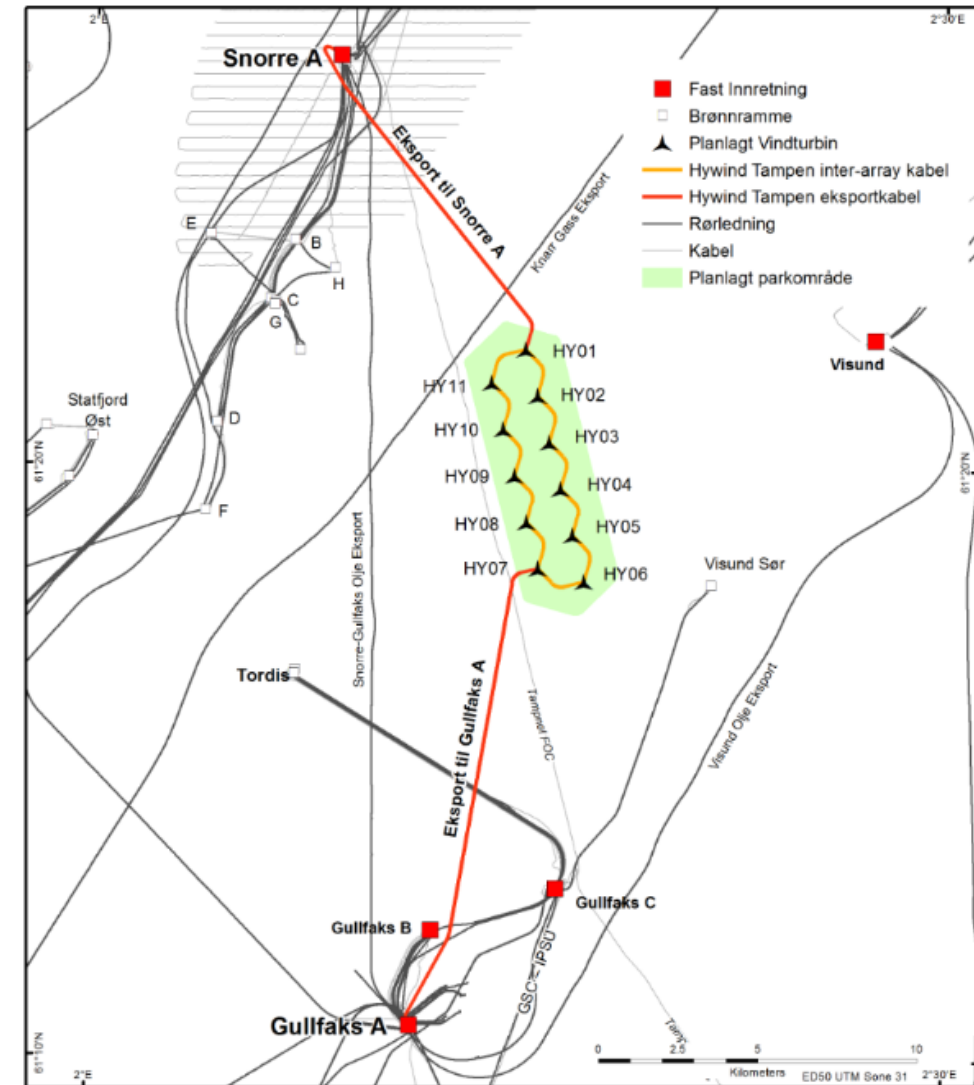 2°E
2°30'E
Snorre A
Fast Innretning
Brønnramme
Planlagt Vindturbin
Hywind Tampen inter-array kabel
Hywind Tampen eksportkabel
Rørledning
Kabel
Planlagt parkområde
Eksport til Snorre A
Knarr Gass Eksport
E
B
H
C
G
HY01
Visund
HY11
HY02
Statfjord
Øst
D
HY10
HY03
61°20'N
61°20'N
HY09
HY04
F
HY08
HY05
Snorre-Gullfaks Olje Eksport
HY07
HY06
Visund Sør
Tordis
Eksport til Gullfaks A
Tampnet FOC
Visund Olje Eksport
Gullfaks C
Gullfaks B
GSC - IPSU
Gullfaks A
61°10'N
0
2.5
5
10
Kilometers
ED50 UTM Sone 31
2°E
2°30'E